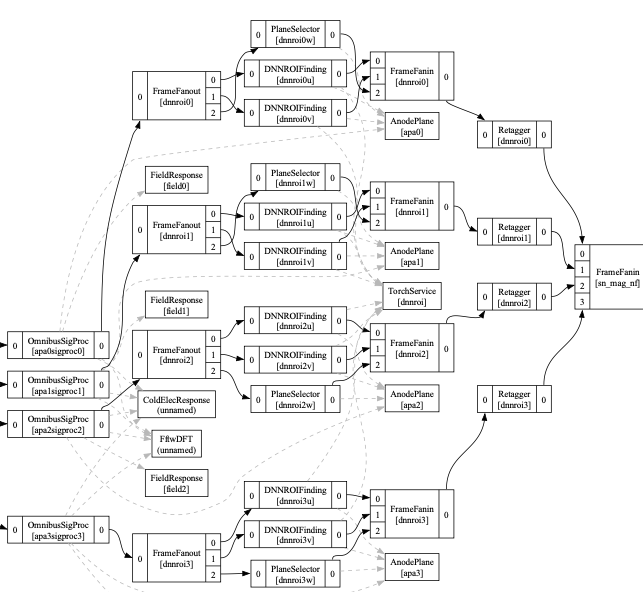 PlaneSelector
[dnnroi0w]
0
0
DNNROIFinding
[dnnroi0u]
0
0
DNNROIFinding
[dnnroi0v]
0
0
0
FrameFanout
[dnnroi0]
0
1
2
0
1
2
FrameFanin
[dnnroi0]
0
AnodePlane
[apa0]
0
Retagger
[dnnroi0]
0
FieldResponse
[field0]
0
PlaneSelector
[dnnroi1w]
0
0
DNNROIFinding
[dnnroi1u]
0
0
DNNROIFinding
[dnnroi1v]
0
0
FrameFanout
[dnnroi1]
0
1
2
0
1
2
FrameFanin
[dnnroi1]
0
AnodePlane
[apa1]
0
Retagger
[dnnroi1]
0
0
1
2
3
FrameFanin
[sn_mag_nf]
TorchService
[dnnroi]
0
Retagger
[dnnroi2]
0
FieldResponse
[field1]
0
DNNROIFinding
[dnnroi2u]
0
0
DNNROIFinding
[dnnroi2v]
0
0
PlaneSelector
[dnnroi2w]
0
0
FrameFanout
[dnnroi2]
0
1
2
0
1
2
FrameFanin
[dnnroi2]
0
AnodePlane
[apa2]
0
Retagger
[dnnroi3]
0
0
OmnibusSigProc
[apa0sigproc0]
0
0
OmnibusSigProc
[apa1sigproc1]
0
0
OmnibusSigProc
[apa2sigproc2]
0
ColdElecResponse
(unnamed)
FftwDFT
(unnamed)
FieldResponse
[field2]
0
OmnibusSigProc
[apa3sigproc3]
0
0
FrameFanout
[dnnroi3]
0
1
2
0
DNNROIFinding
[dnnroi3u]
0
0
DNNROIFinding
[dnnroi3v]
0
0
PlaneSelector
[dnnroi3w]
0
0
1
2
FrameFanin
[dnnroi3]
0
AnodePlane
[apa3]